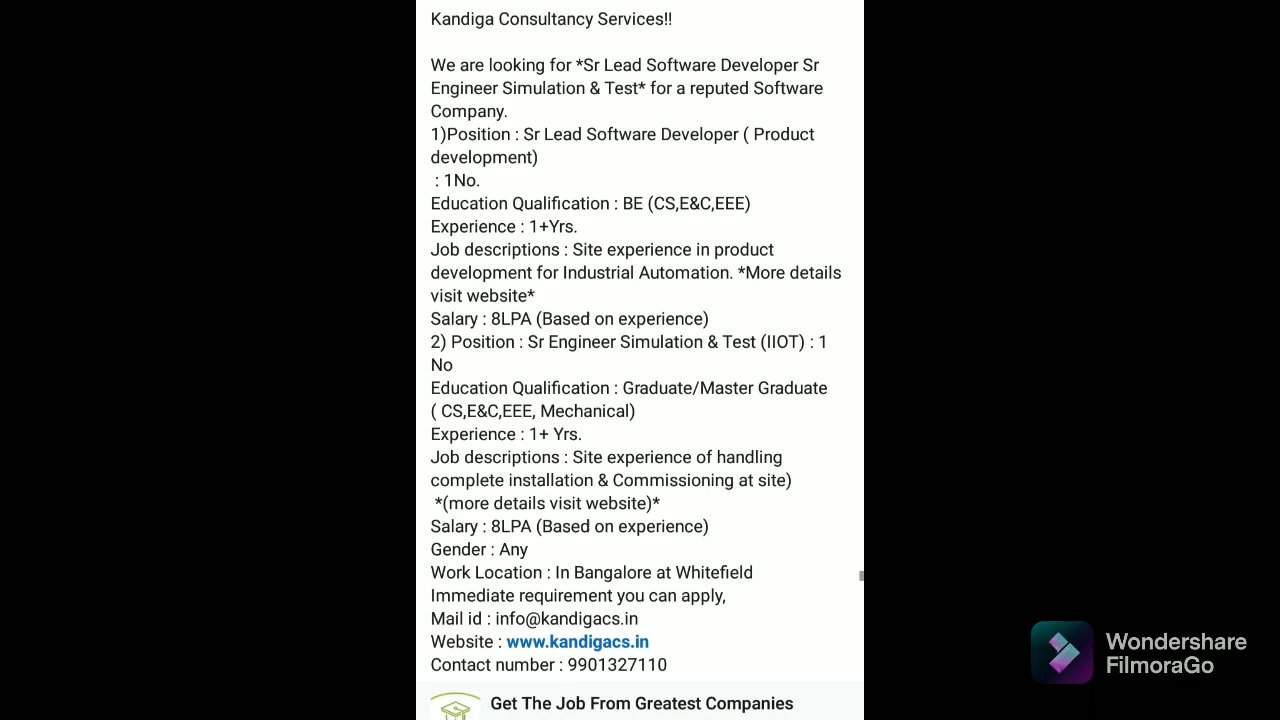 Kandiga Consultancy Services!!
We are looking for *Sr Lead Software Developer Sr
Engineer Simulation & Test* for a reputed Software
Company.
1)Position : Sr Lead Software Developer ( Product
development)
: 1No.
Education Qualification : BE (CS,E&C,EEE)
Experience : 1+Yrs.
Job descriptions : Site experience in product
development for Industrial Automation. *More details
visit website*
Salary : 8LPA (Based on experience)
2) Position : Sr Engineer Simulation & Test (IIOT) : 1
No
Education Qualification : Graduate/Master Graduate
( CS,E&C,EEE, Mechanical)
Experience : 1+ Yrs.
Job descriptions : Site experience of handling
complete installation & Commissioning at site)
*(more details visit website)*
Salary : 8LPA (Based on experience)
Gender : Any
Work Location : In Bangalore at Whitefield
Immediate requirement you can apply,
Mail id : info@kandigacs.in
Website : www.kandigacs.in
Contact number : 9901327110
Get The Job From Greatest Companies
Wondershare
FilmoraGo